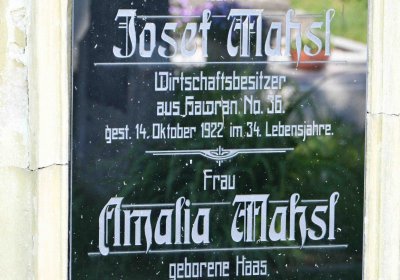 Josef Mahsl
Wirtschaftsbesitzer
aus Hawran No. 36.
gest. 14. Oktober 1922 im 34. Lebensjahre.
Frau
Amalia Mahsl
geborene Haas,